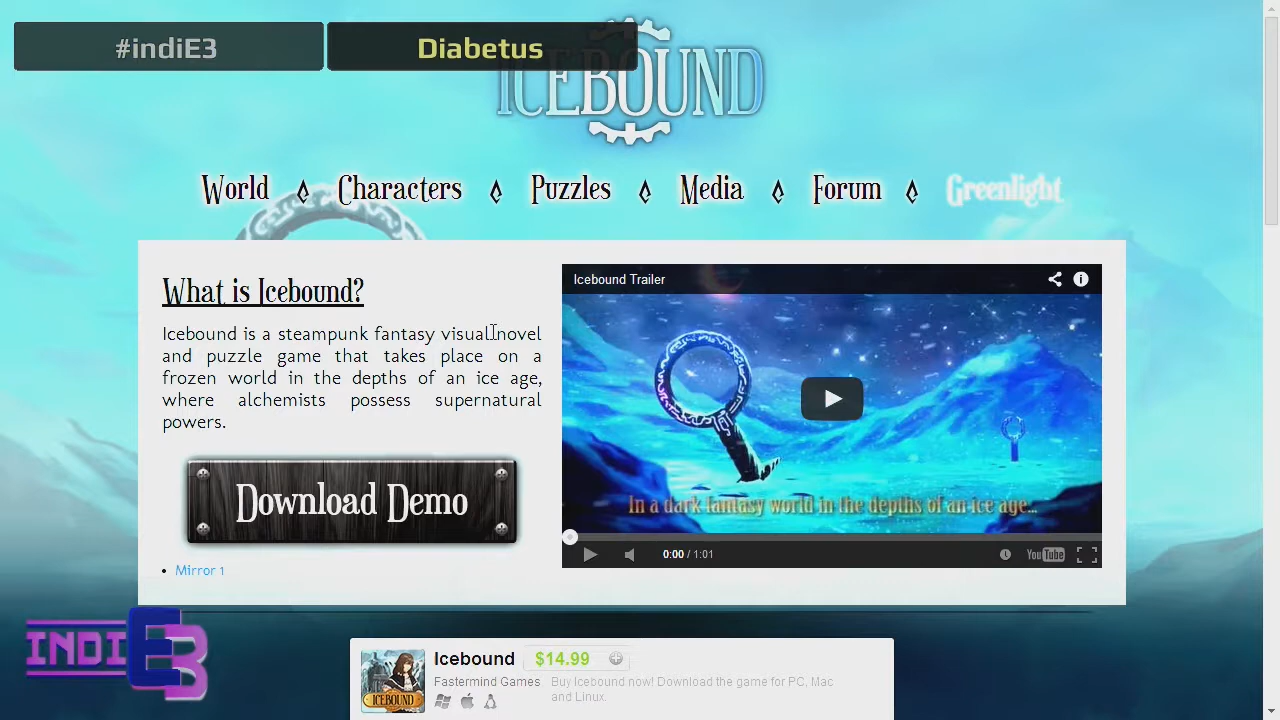 #indiE3
Diabetus
ICEBOUND
World Characters Puzzles Media Forum Greenlight
What is Icebound?
Icebound is a steampunk fantasy visual novel
and puzzle game that takes place on a
frozen world in the depths of an ice age,
where alchemists possess supernatural
powers.
Download Demo
Mirror 1
Icebound Trailer
In a dark fantasy world in the depths of an ice age...
0:00 / 1:01
YouTube
INDIE3
Icebound $14.99
Fastermind Games
Buy Icebound now! Download the game for PC, Mac
and Linux.
ICEBOUND